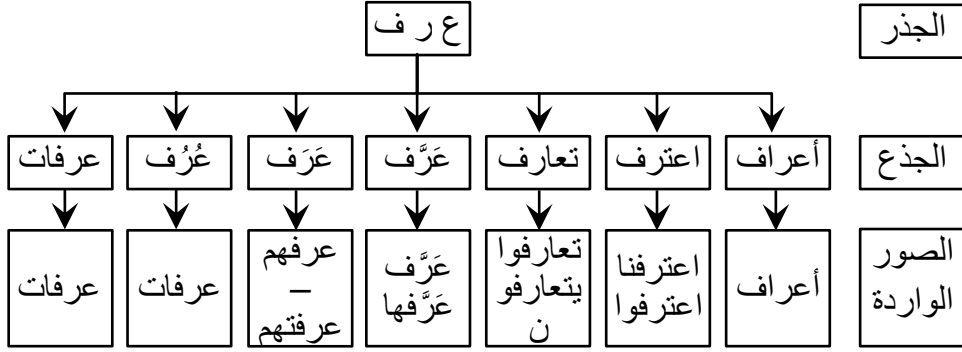 الجذر
ع ر ف
الجذع
أعراف
اعترف
تعارف
عَرَّف
عَرَف
عُرُف
عرفات
الصور
الواردة
أعراف
اعترفنا
اعترفوا
تعارفوا
يتعارفو
ن
عَرَّف
عَرَّفها
عرفهم
–
عرفتهم
عرفات
عرفات